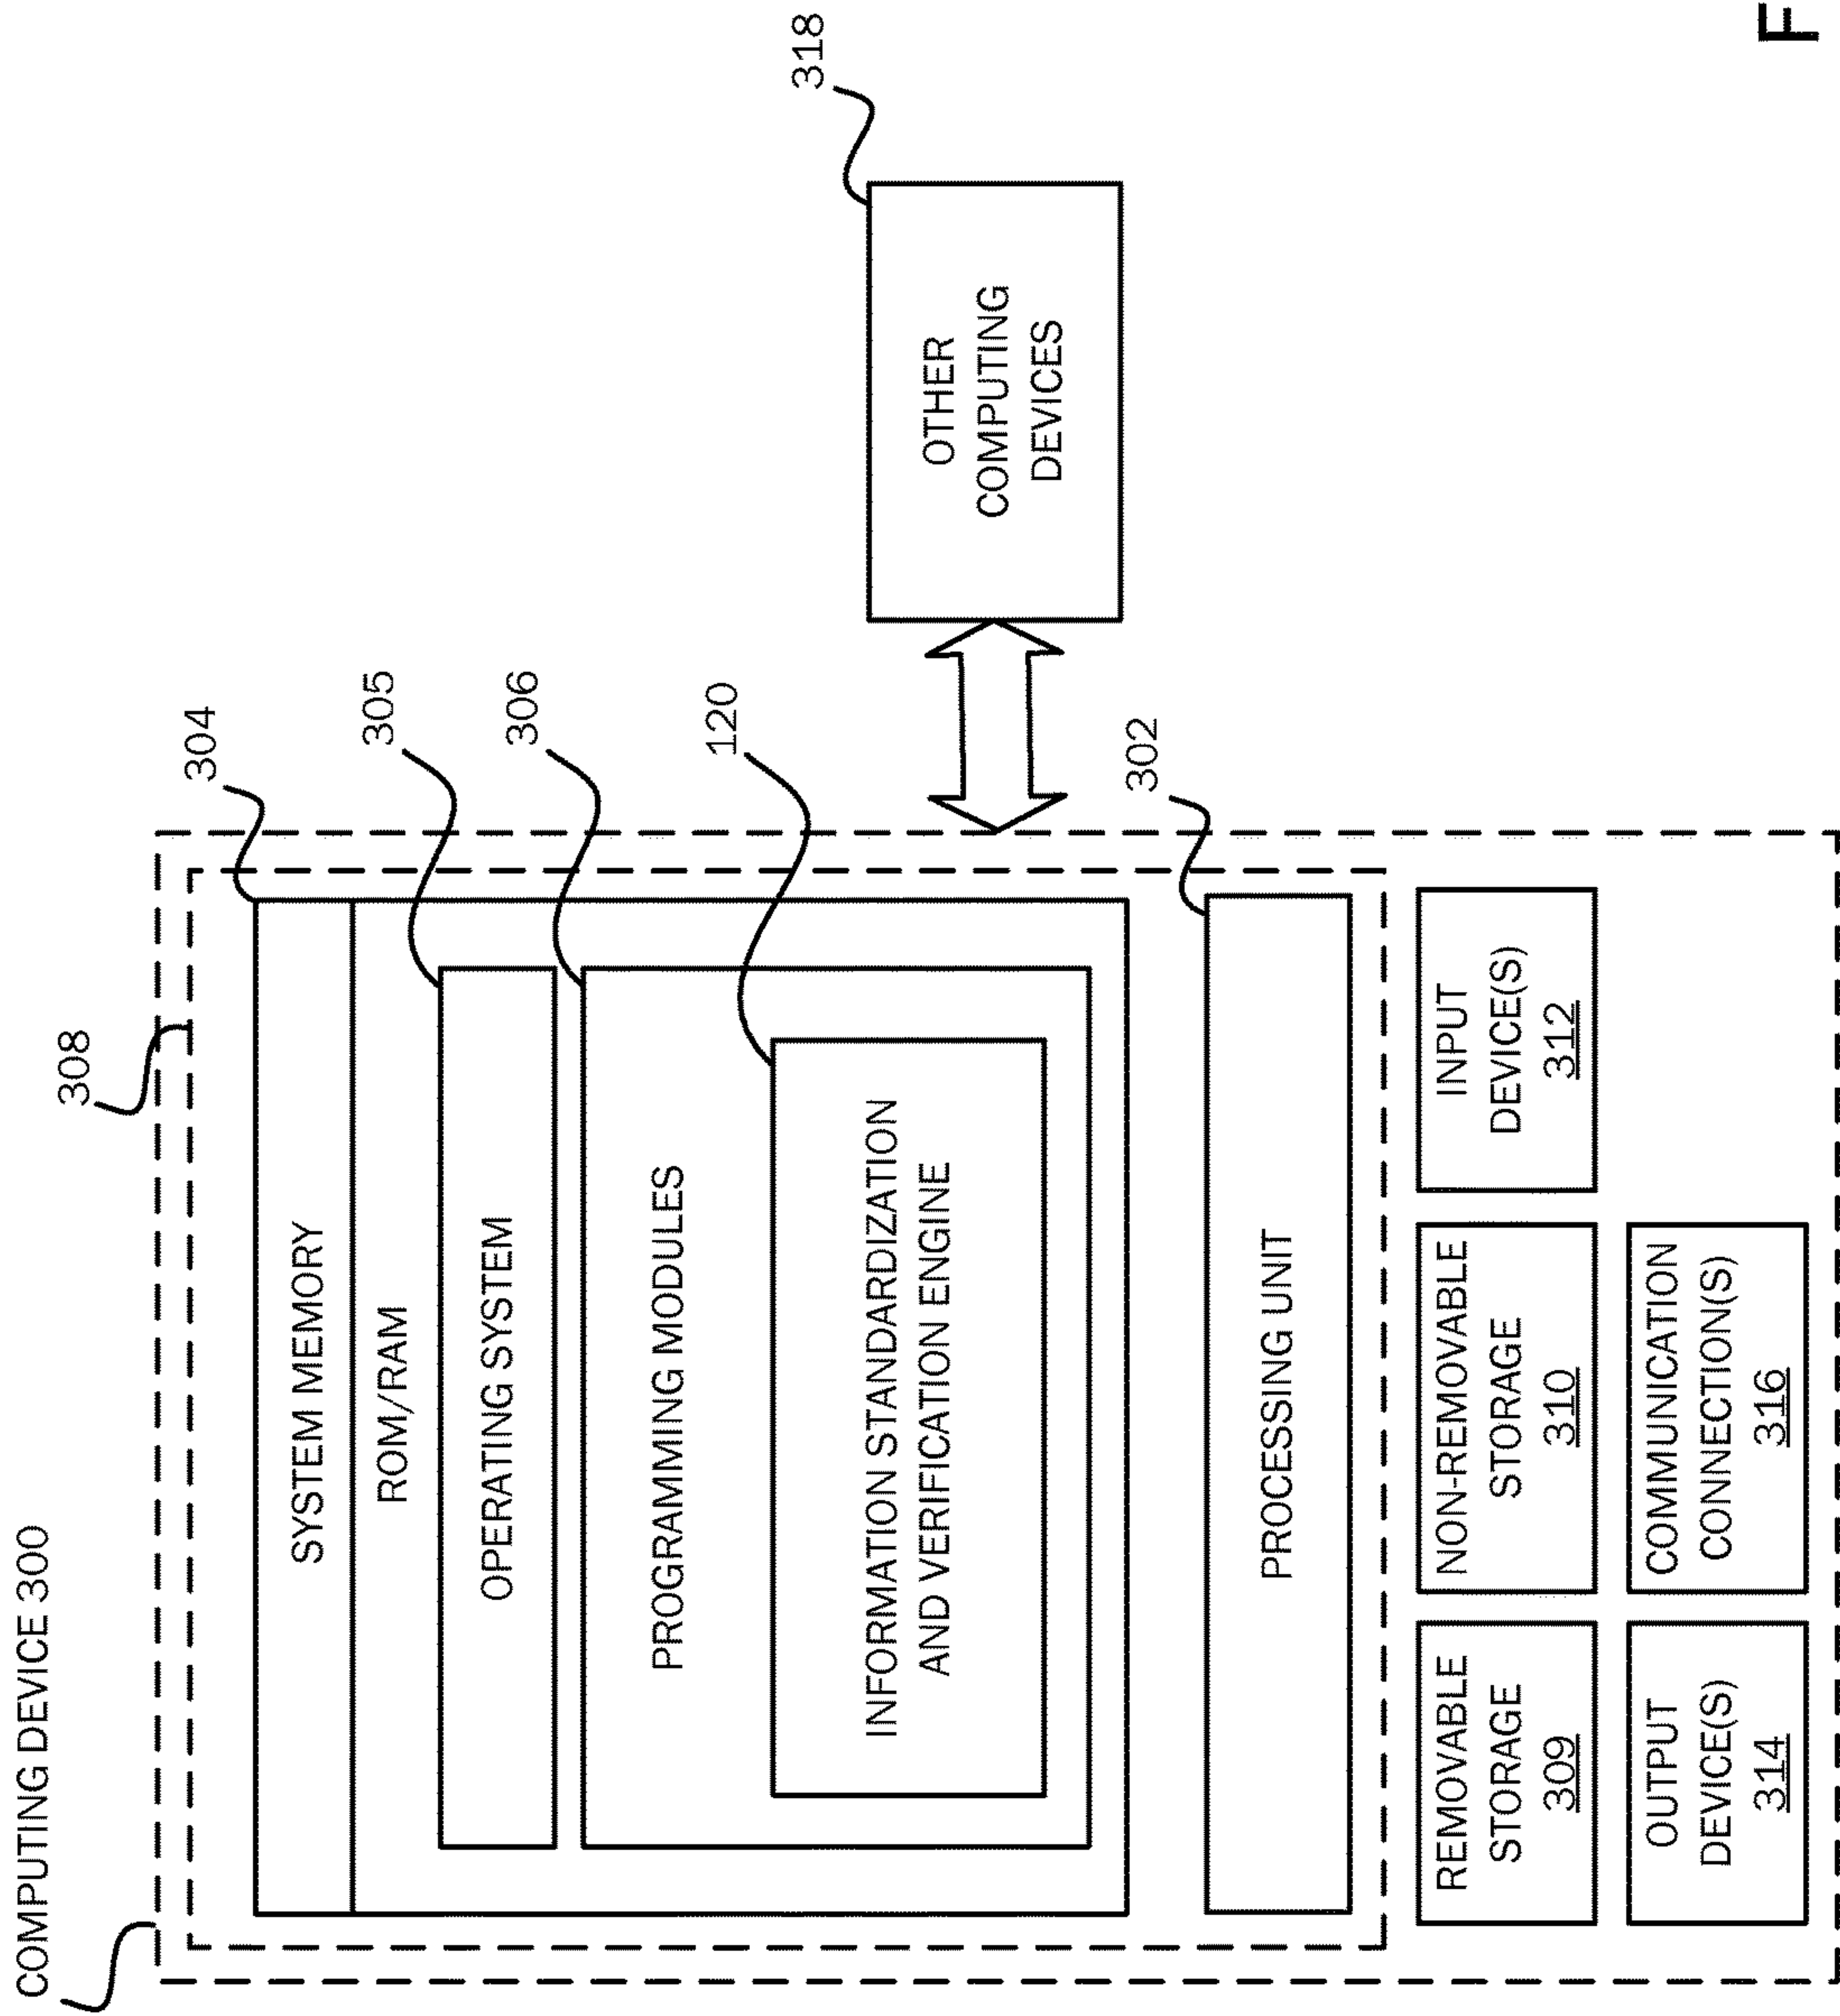 COMPUTING DEVICE 300
308
304
SYSTEM MEMORY
ROM/RAM
305
OPERATING SYSTEM
306
PROGRAMMING MODULES
120
INFORMATION STANDARDIZATION
AND VERIFICATION ENGINE
302
PROCESSING UNIT
318
OTHER
COMPUTING
DEVICES
REMOVABLE
STORAGE
309
NON-REMOVABLE
STORAGE
310
INPUT
DEVICE(S)
312
OUTPUT
DEVICE(S)
314
COMMUNICATION
CONNECTION(S)
316
F